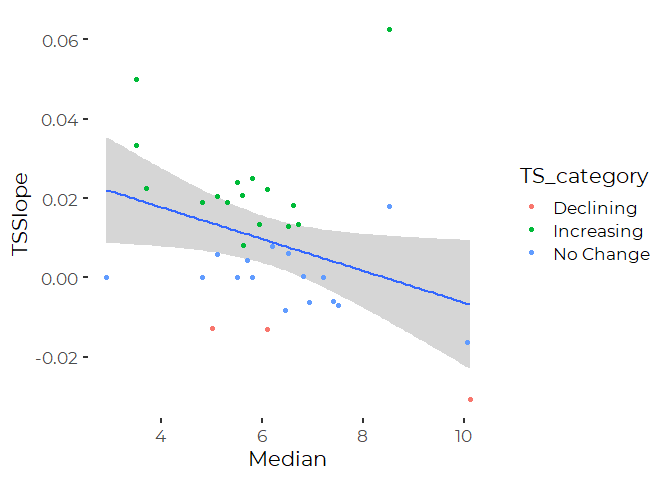 0.06
0.04
0.02
0.00
-0.02
TSSlope
4 6 8 10
Median
TS_category
Declining
Increasing
No Change